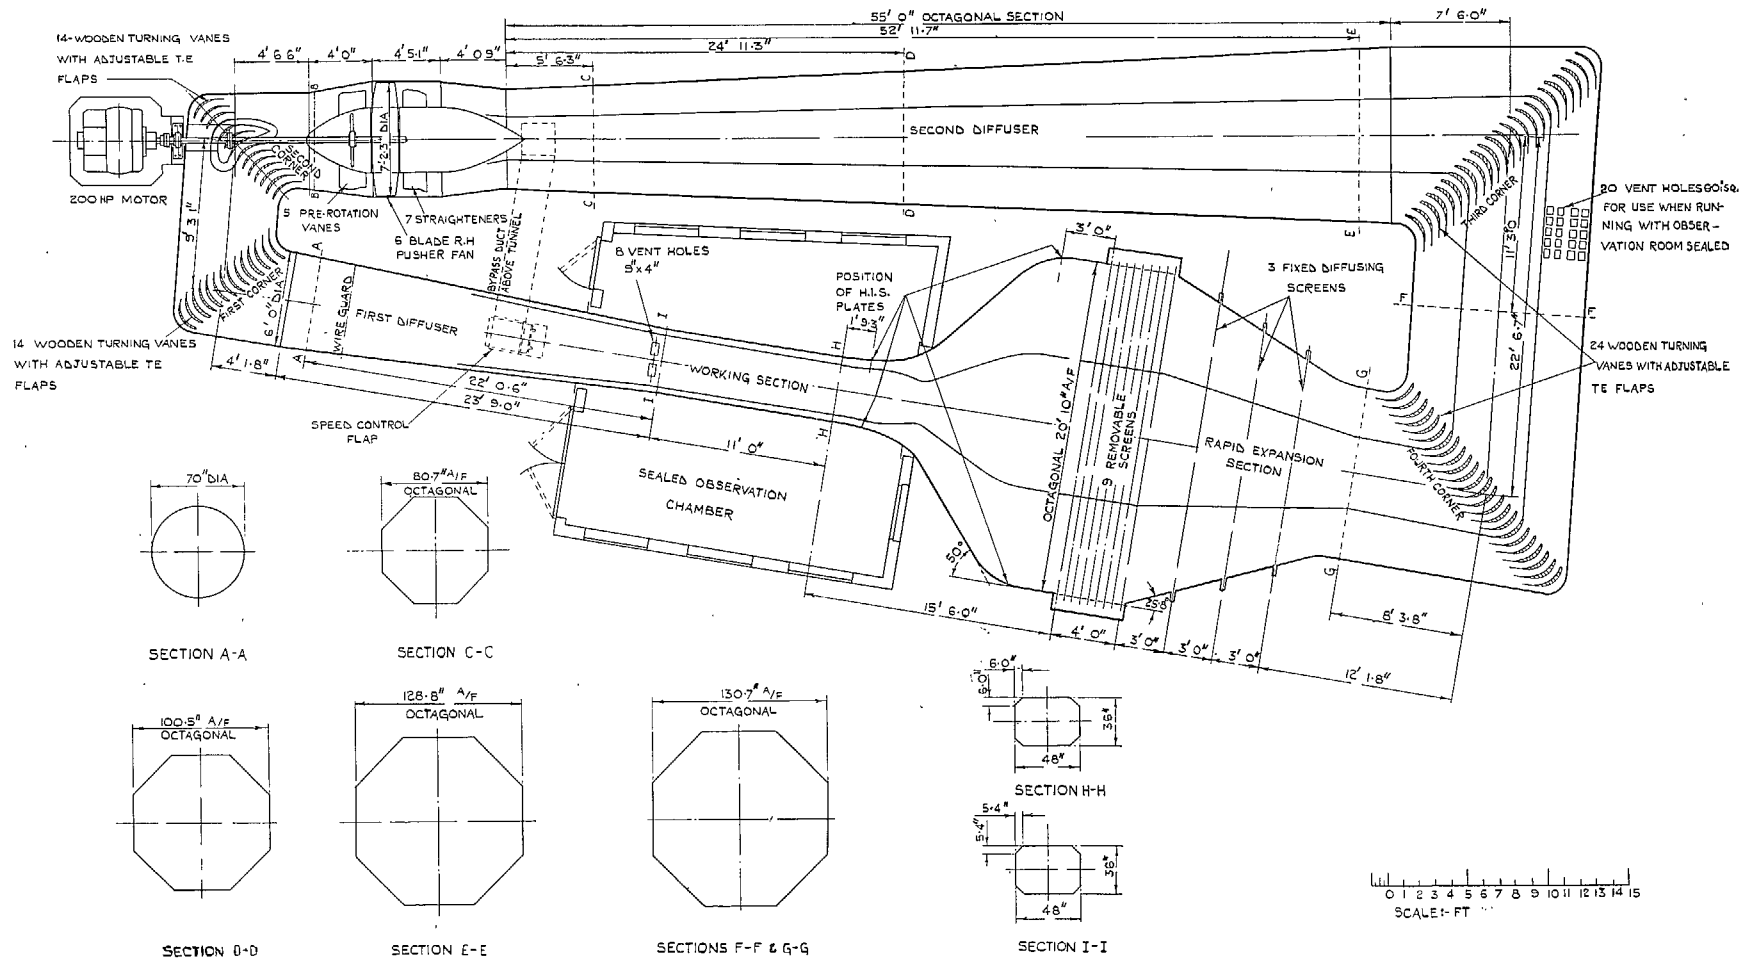 55' 0" OCTAGONAL SECTION
7' 6·0"
52' 11·7"
24' 11·3"
5' 6·3"
14-WOODEN TURNING VANES
WITH ADJUSTABLE T.E
FLAPS
4' 6·6"
4' 0"
4' 5·1"
4' 0·9"
B
B
C
C
D
D
E
E
SECOND DIFFUSER
7'-2·3" DIA
SECOND
CORNER
200 HP MOTOR
9' 3·1"
5 PRE-ROTATION
VANES
7 STRAIGHTENERS
6 BLADE R.H
PUSHER FAN
BYPASS DUCT
ABOVE TUNNEL
8 VENT HOLES
9"x 4"
POSITION
OF H.I.S.
PLATES
1' 9·3"
3' 0"
3 FIXED DIFFUSING
SCREENS
THIRD CORNER
11' 3·0"
20 VENT HOLES 60"SQ.
FOR USE WHEN RUN-
NING WITH OBSER-
VATION ROOM SEALED
F
F
22' 6·7"
24 WOODEN TURNING
VANES WITH ADJUSTABLE
TE FLAPS
FIRST CORNER
6' 0·1" DIA
A
A
WIRE GUARD
FIRST DIFFUSER
I
I
WORKING SECTION
H
H
14 WOODEN TURNING VANES
WITH ADJUSTABLE TE
FLAPS
4' 1·8"
22' 0·6"
23' 9·0"
11' 0"
SPEED CONTROL
FLAP
SEALED OBSERVATION
CHAMBER
OCTAGONAL 20' 10" A/F
9 REMOVABLE
SCREENS
RAPID EXPANSION
SECTION
G
G
FOURTH CORNER
50°
25·8°
15' 6·0"
4' 0"
3' 0"
3' 0"
3' 0"
8' 3·8"
12' 1·8"
70" DIA
SECTION A-A
80·7" A/F
OCTAGONAL
SECTION C-C
100·5" A/F
OCTAGONAL
SECTION D-D
128·8" A/F
OCTAGONAL
SECTION E-E
130·7" A/F
OCTAGONAL
SECTIONS F-F & G-G
6·0"
6·0"
36"
48"
SECTION H-H
5·4"
5·4"
36"
48"
SECTION I-I
0 1 2 3 4 5 6 7 8 9 10 11 12 13 14 15
SCALE:- FT